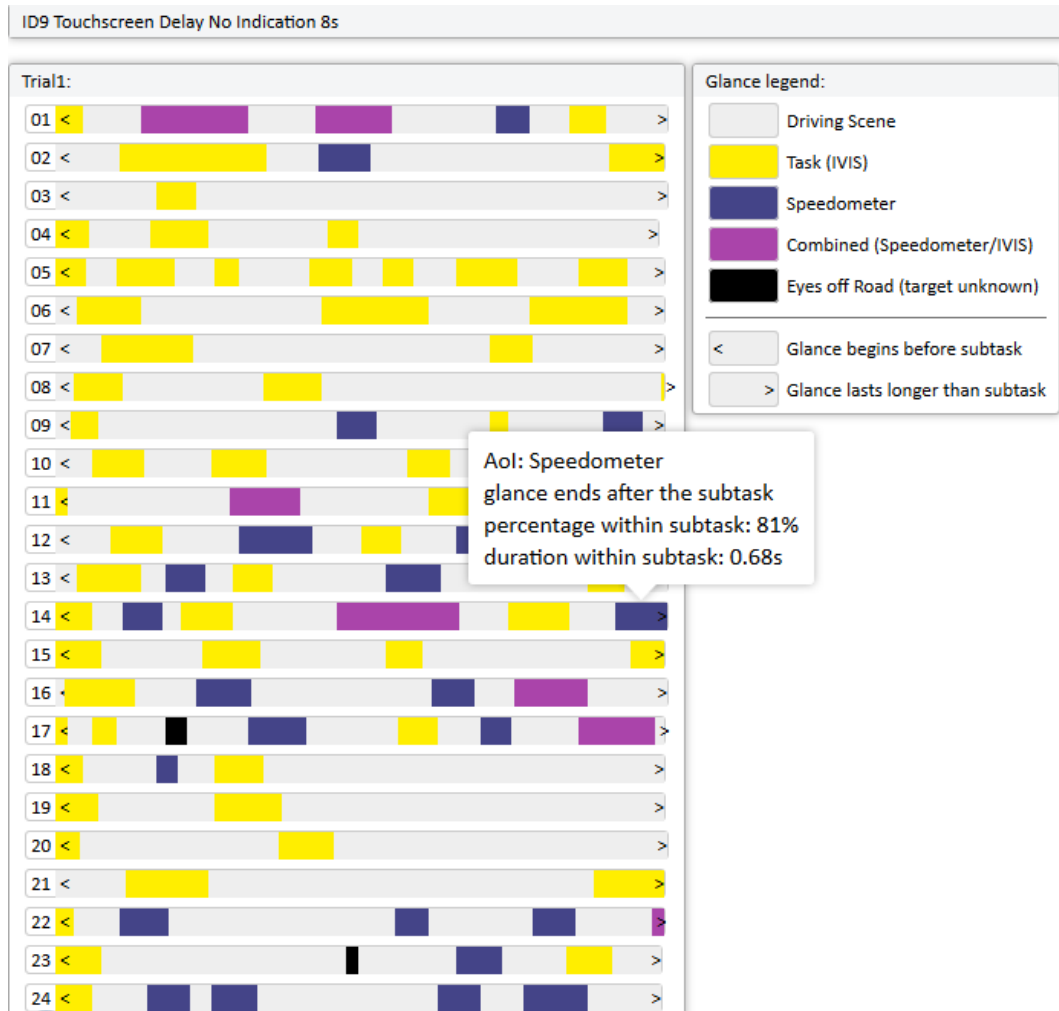 ID9 Touchscreen Delay No Indication 8s
Trial1:
01 < >
02 < >
03 < >
04 < >
05 < >
06 < >
07 < >
08 < >
09 < >
10 <
11 <
12 <
13 <
14 < >
15 < >
16 >
17 < >
18 < >
19 < >
20 < >
21 < >
22 < >
23 < >
24 < >
AoI: Speedometer
glance ends after the subtask
percentage within subtask: 81%
duration within subtask: 0.68s
Glance legend:
Driving Scene
Task (IVIS)
Speedometer
Combined (Speedometer/IVIS)
Eyes off Road (target unknown)
< Glance begins before subtask
> Glance lasts longer than subtask